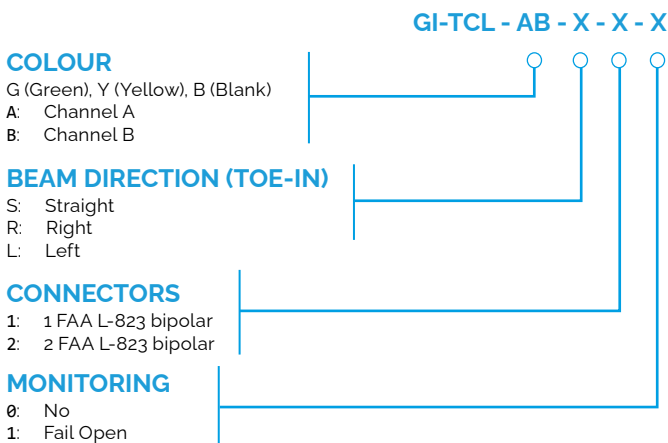 GI-TCL - AB - X - X - X
COLOUR
G (Green), Y (Yellow), B (Blank)
A: Channel A
B: Channel B
BEAM DIRECTION (TOE-IN)
S: Straight
R: Right
L: Left
CONNECTORS
1: 1 FAA L-823 bipolar
2: 2 FAA L-823 bipolar
MONITORING
0: No
1: Fail Open